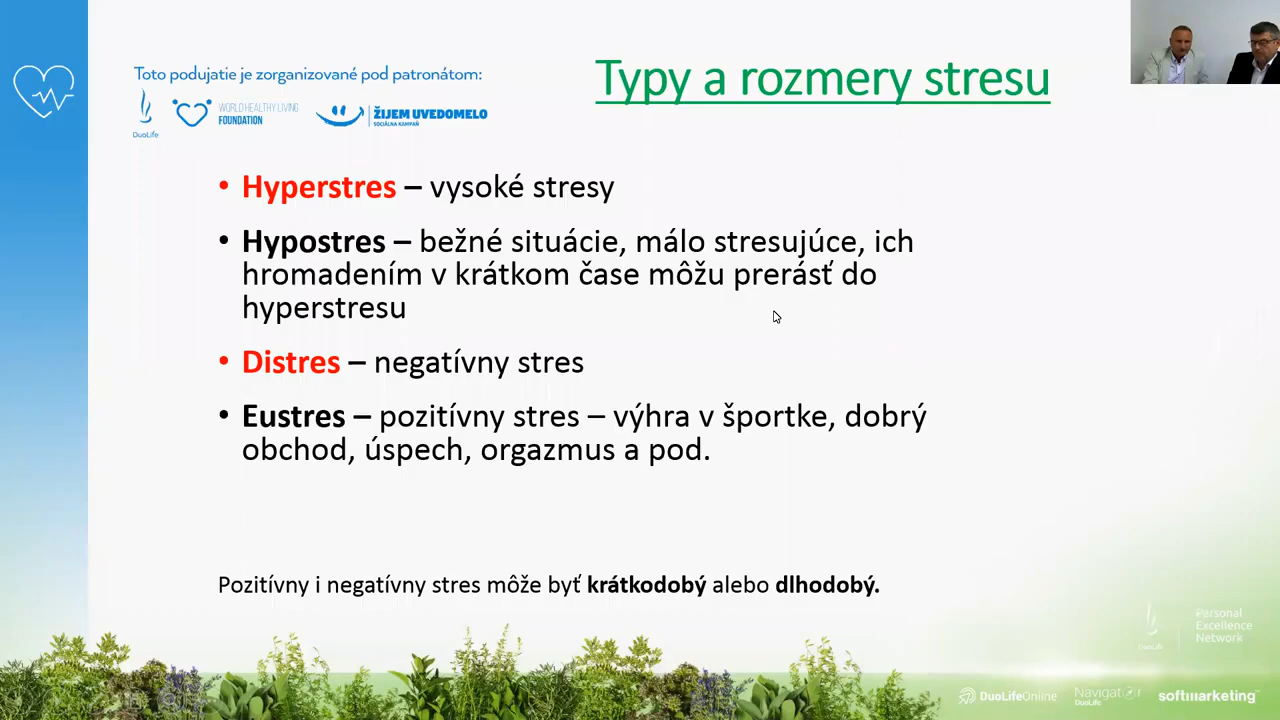 Toto podujatie je zorganizované pod patronátom:
DuoLife
WORLD HEALTHY LIVING
FOUNDATION
ŽIJEM UVEDOMELO
SOCIÁLNA KAMPAŇ
Typy a rozmery stresu
• Hyperstres – vysoké stresy
• Hypostres – bežné situácie, málo stresujúce, ich
hromadením v krátkom čase môžu prerásť do
hyperstresu
• Distres – negatívny stres
• Eustres – pozitívny stres – výhra v športke, dobrý
obchod, úspech, orgazmus a pod.
Pozitívny i negatívny stres môže byť krátkodobý alebo dlhodobý.
DuoLife
Personal
Excellence
Network
DuoLifeOnline
Navigator
DuoLife
softmarketing